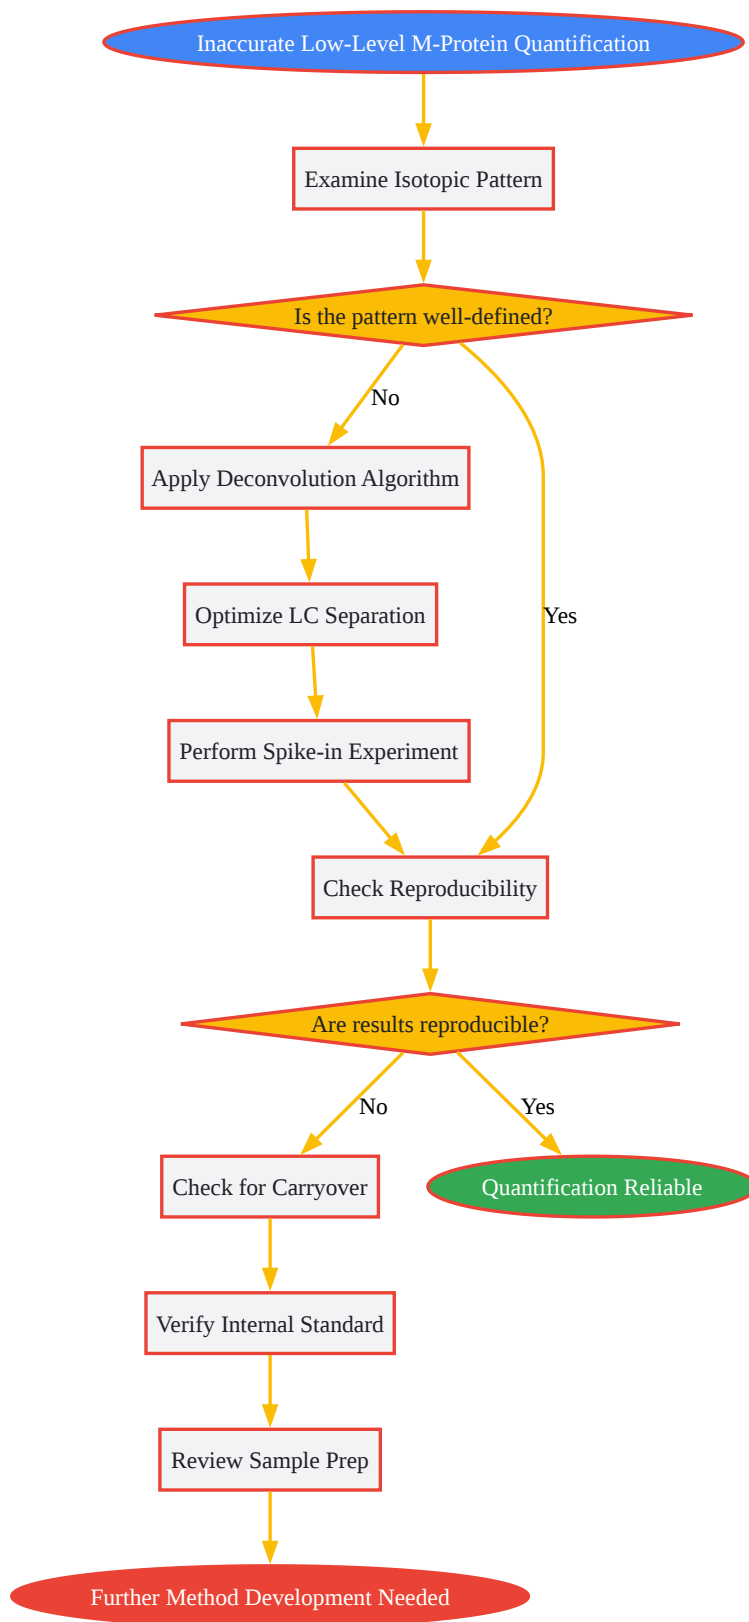 Inaccurate Low-Level M-Protein Quantification
Examine Isotopic Pattern
Is the pattern well-defined?
No
Apply Deconvolution Algorithm
Optimize LC Separation
Yes
Perform Spike-in Experiment
Check Reproducibility
Are results reproducible?
No
Yes
Check for Carryover
Quantification Reliable
Verify Internal Standard
Review Sample Prep
Further Method Development Needed